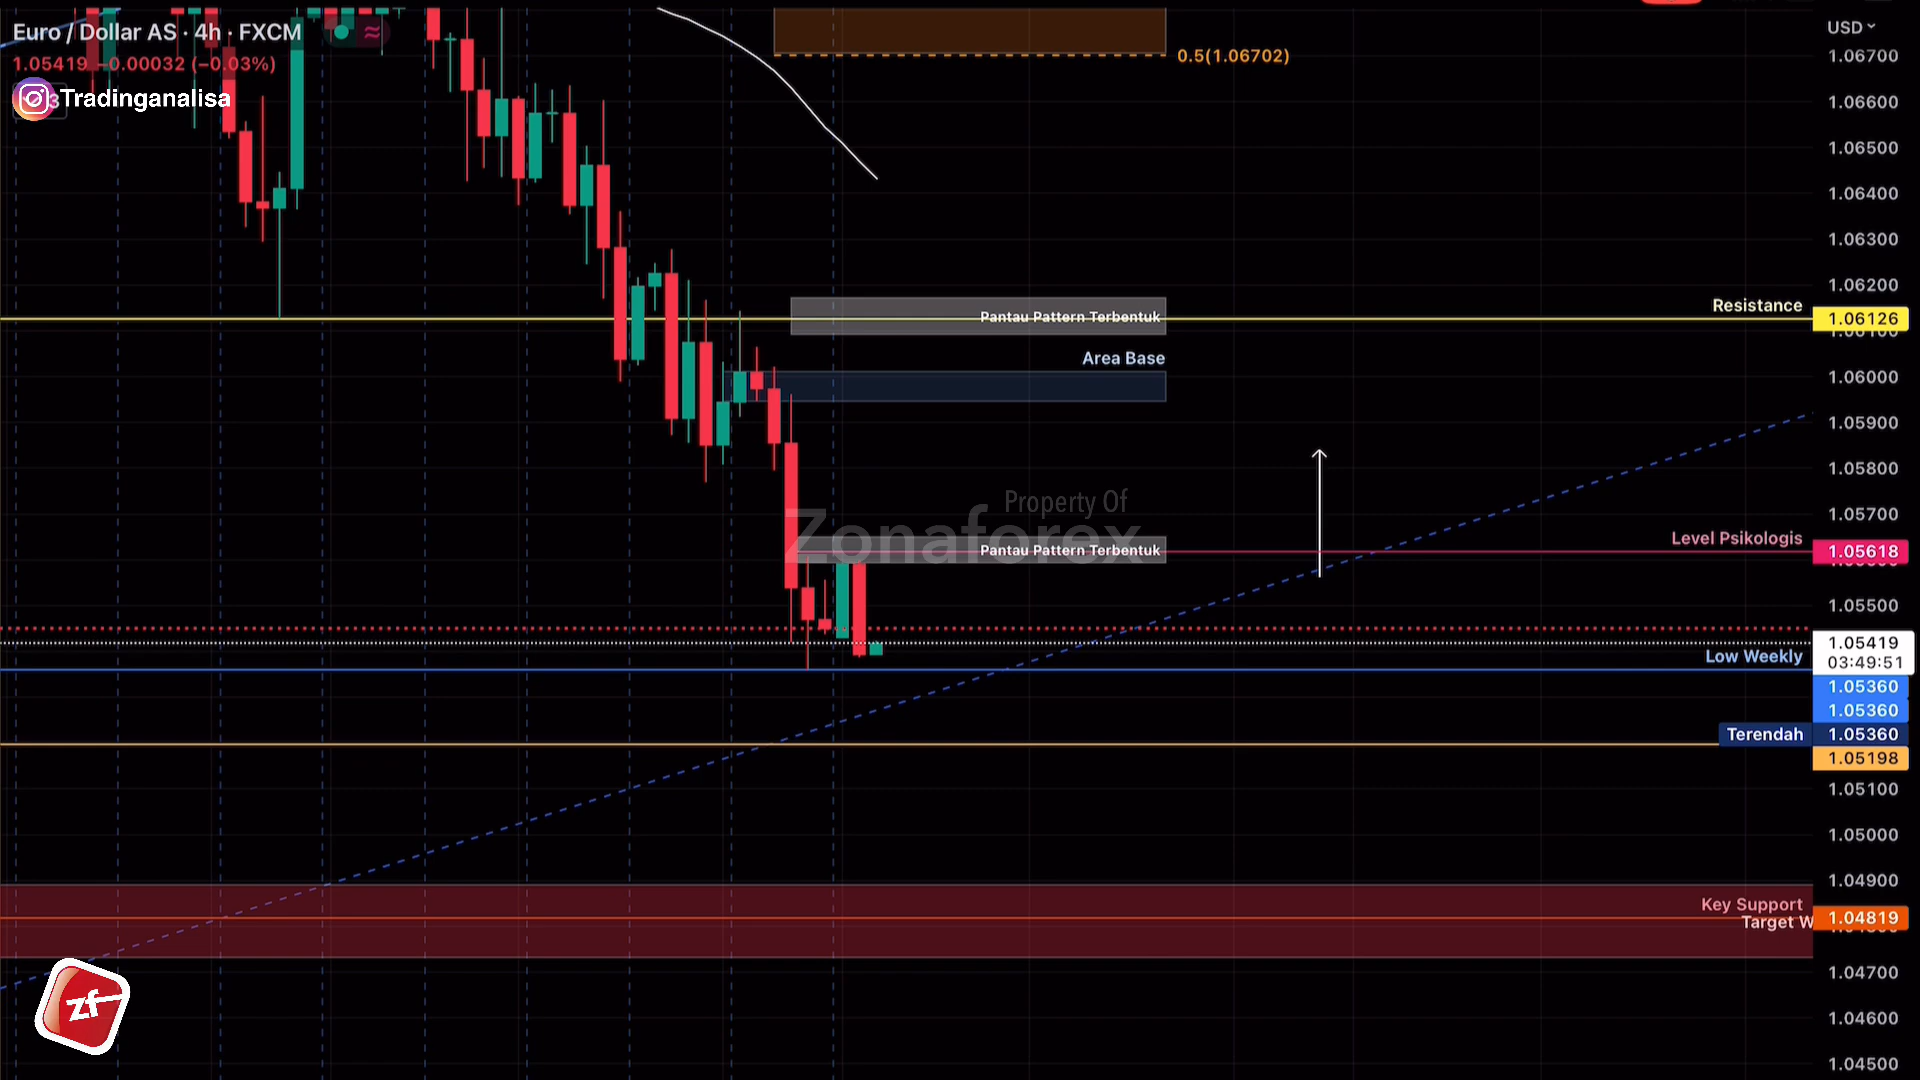 Euro / Dollar AS · 4h · FXCM
1.05419 −0.00032 (−0.03%)
Tradinganalisa
USD
0.5(1.06702)
1.06700
1.06600
1.06500
1.06400
1.06300
1.06200
Resistance
1.06126
Pantau Pattern Terbentuk
Area Base
1.06000
1.05900
1.05800
Property Of
Zonaforex
1.05700
Level Psikologis
1.05618
Pantau Pattern Terbentuk
1.05500
1.05419
03:49:51
Low Weekly
1.05360
1.05360
Terendah
1.05360
1.05198
1.05100
1.05000
1.04900
Key Support
Target W
1.04819
1.04700
1.04600
1.04500
zf